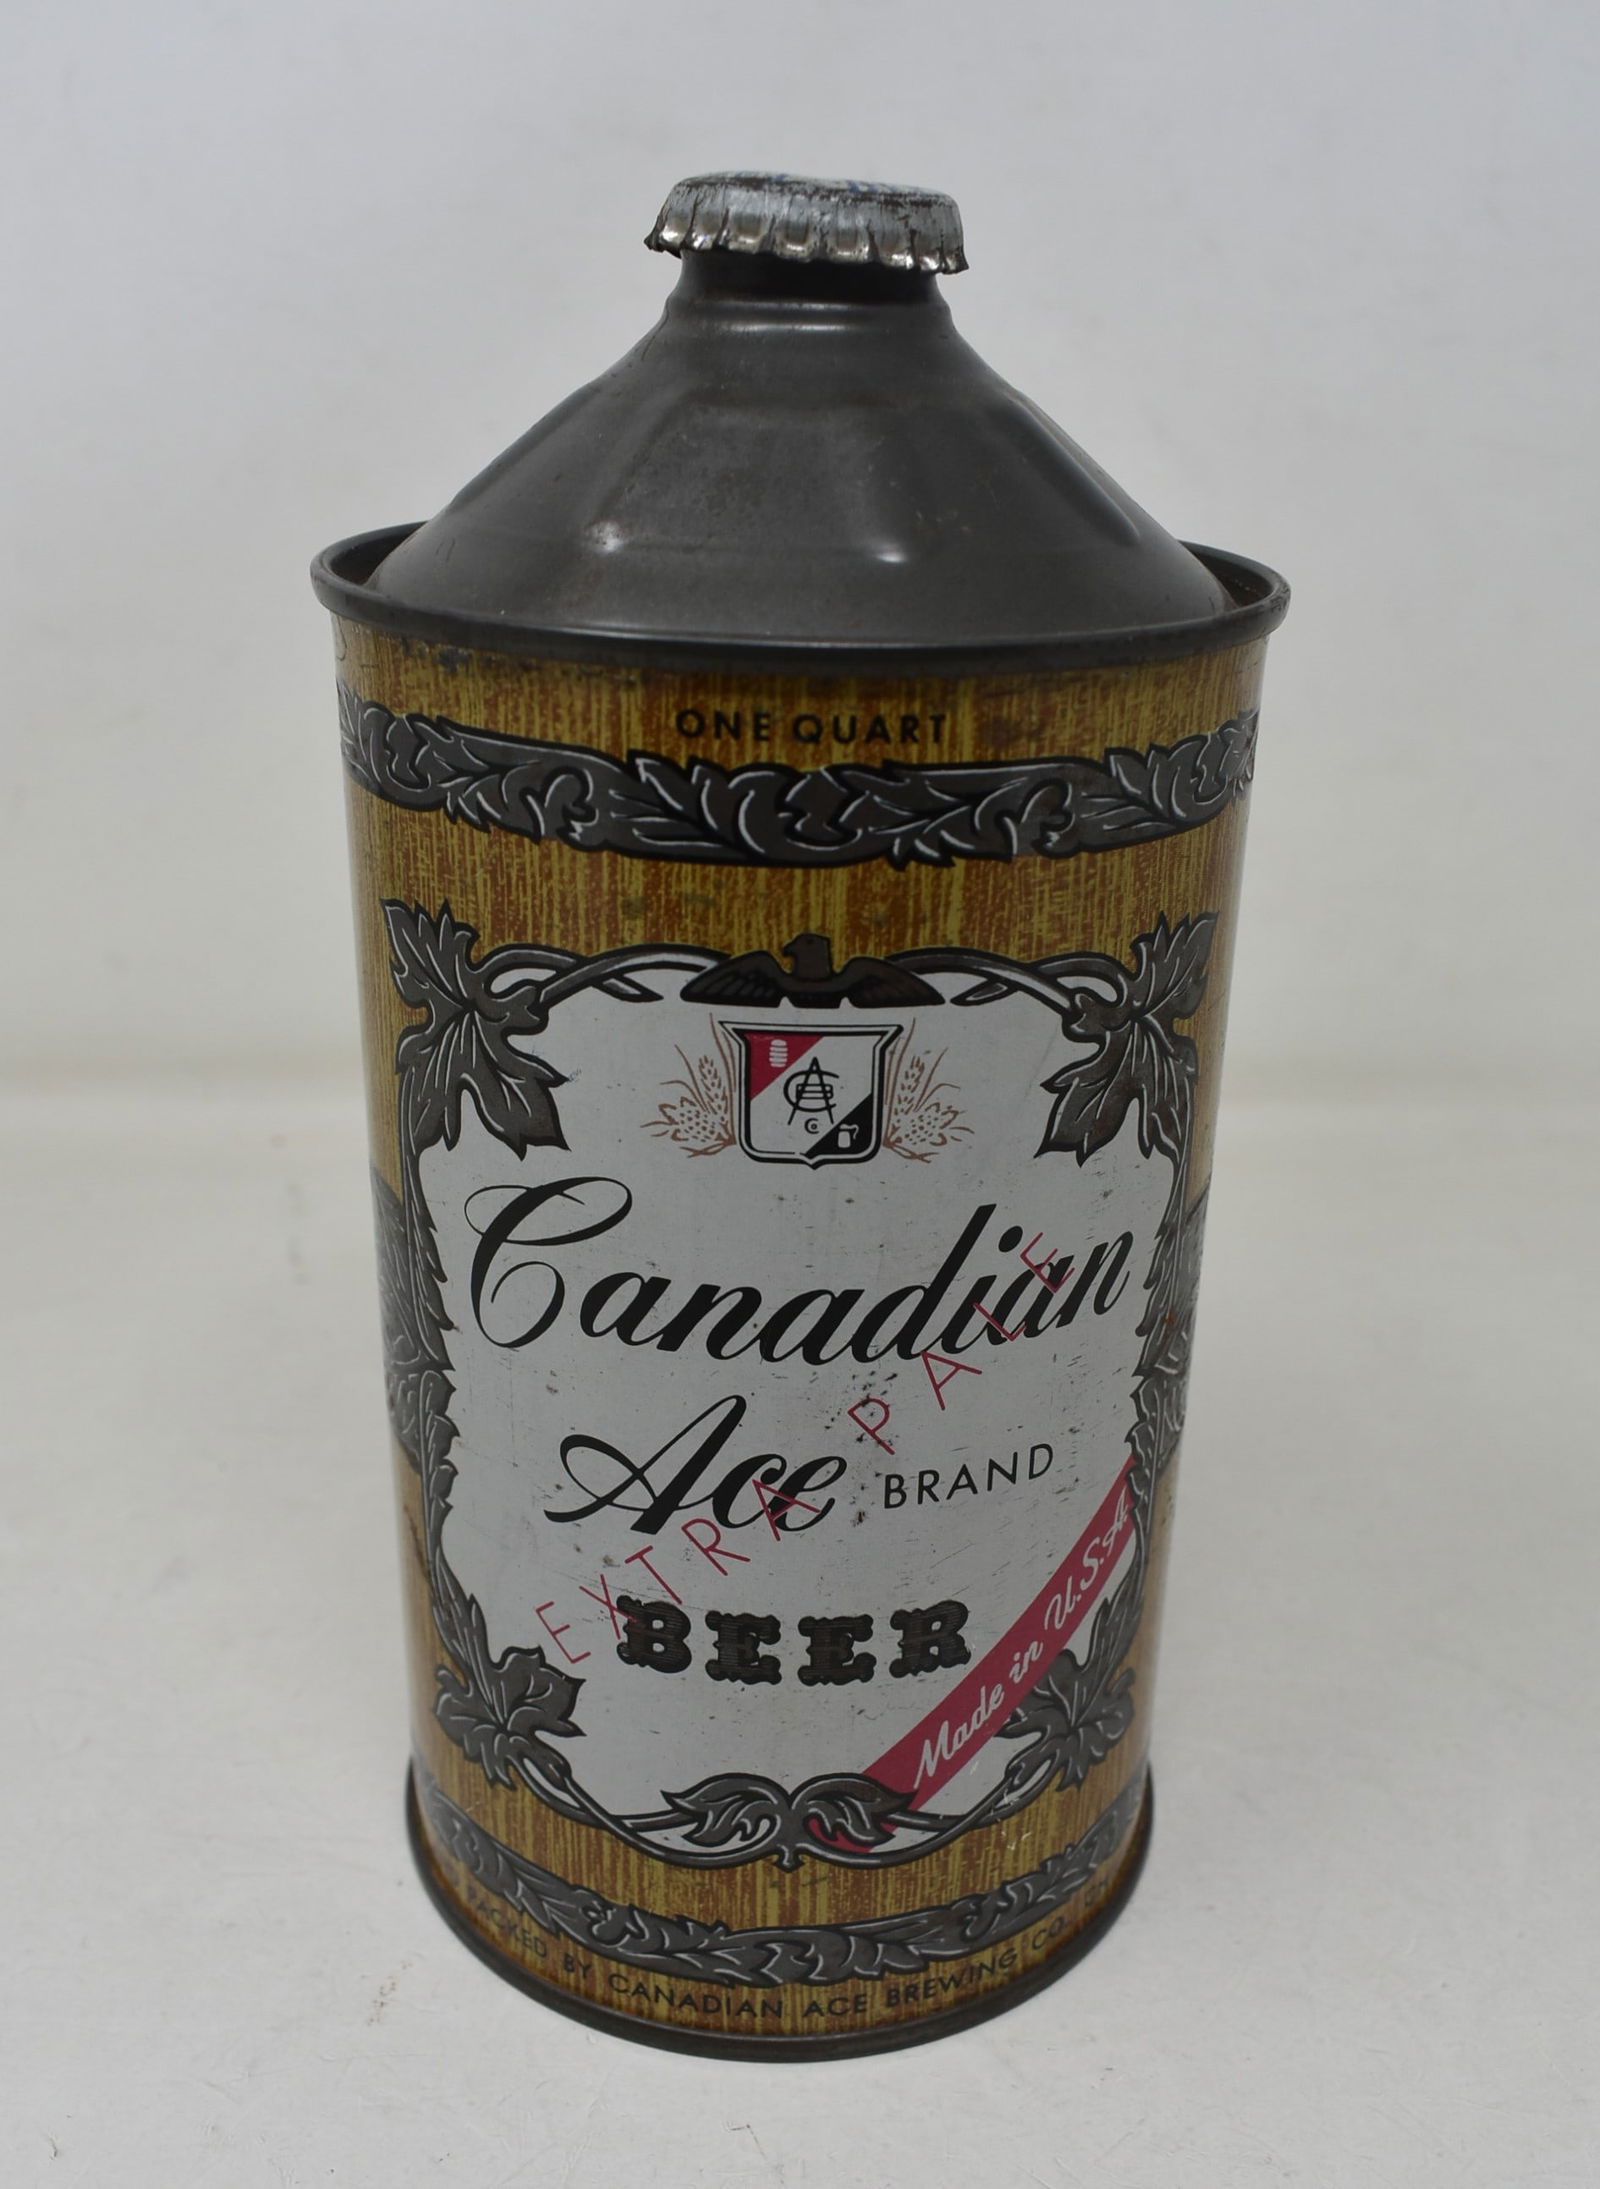 ONE QUART
Canadian
Ace BRAND
EXTRA PALE
BEER
Made in U.S.A.
PACKED BY CANADIAN ACE BREWING CO.